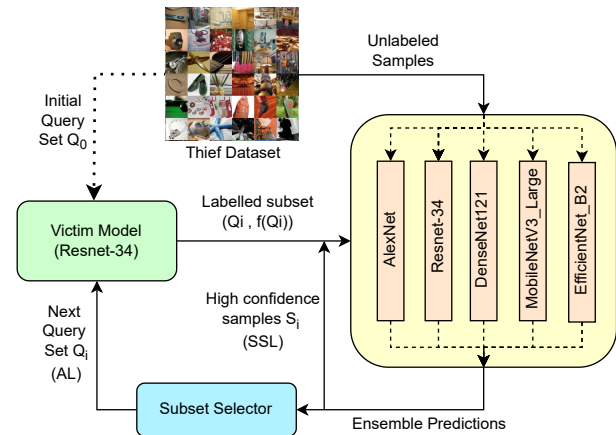 Unlabeled
Samples
Initial
Query
Set Q0
Thief Dataset
Labelled subset
(Qi , f(Qi))
Victim Model
(Resnet-34)
AlexNet
Resnet-34
DenseNet121
MobileNetV3_Large
EfficientNet_B2
High confidence
samples Si
(SSL)
Next
Query
Set Qi
(AL)
Subset Selector
Ensemble Predictions